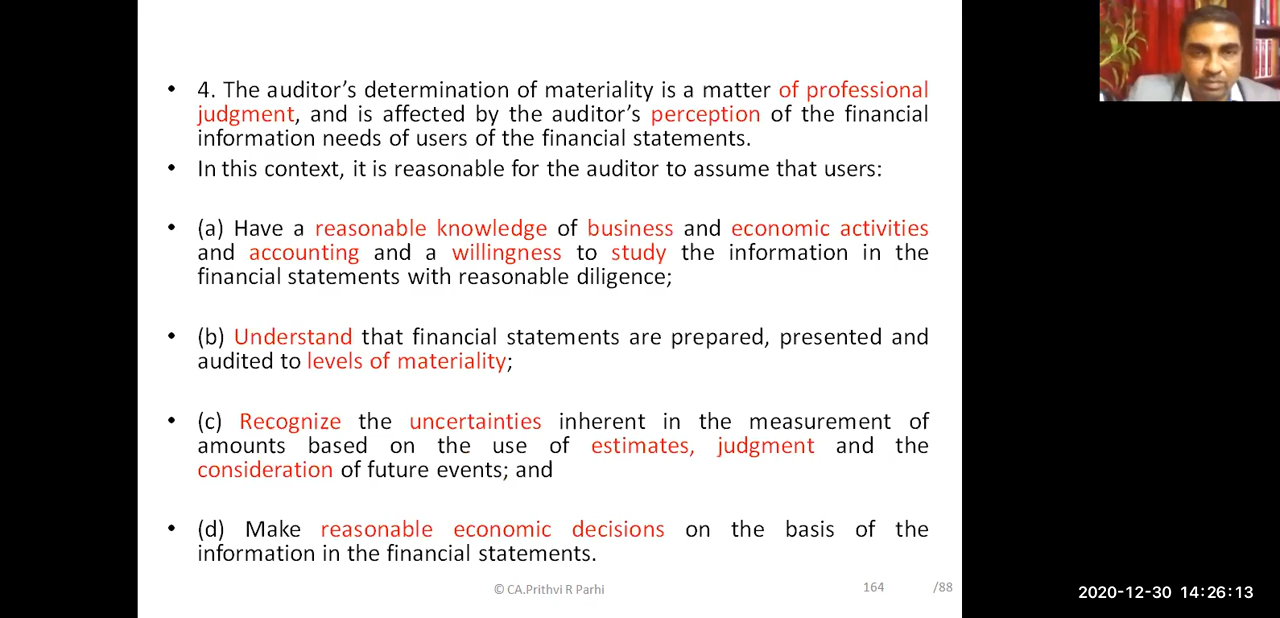 • 4. The auditor’s determination of materiality is a matter of professional
judgment, and is affected by the auditor’s perception of the financial
information needs of users of the financial statements.
• In this context, it is reasonable for the auditor to assume that users:
• (a) Have a reasonable knowledge of business and economic activities
and accounting and a willingness to study the information in the
financial statements with reasonable diligence;
• (b) Understand that financial statements are prepared, presented and
audited to levels of materiality;
• (c) Recognize the uncertainties inherent in the measurement of
amounts based on the use of estimates, judgment and the
consideration of future events; and
• (d) Make reasonable economic decisions on the basis of the
information in the financial statements.
© CA.Prithvi R Parhi 164 /88
2020-12-30 14:26:13